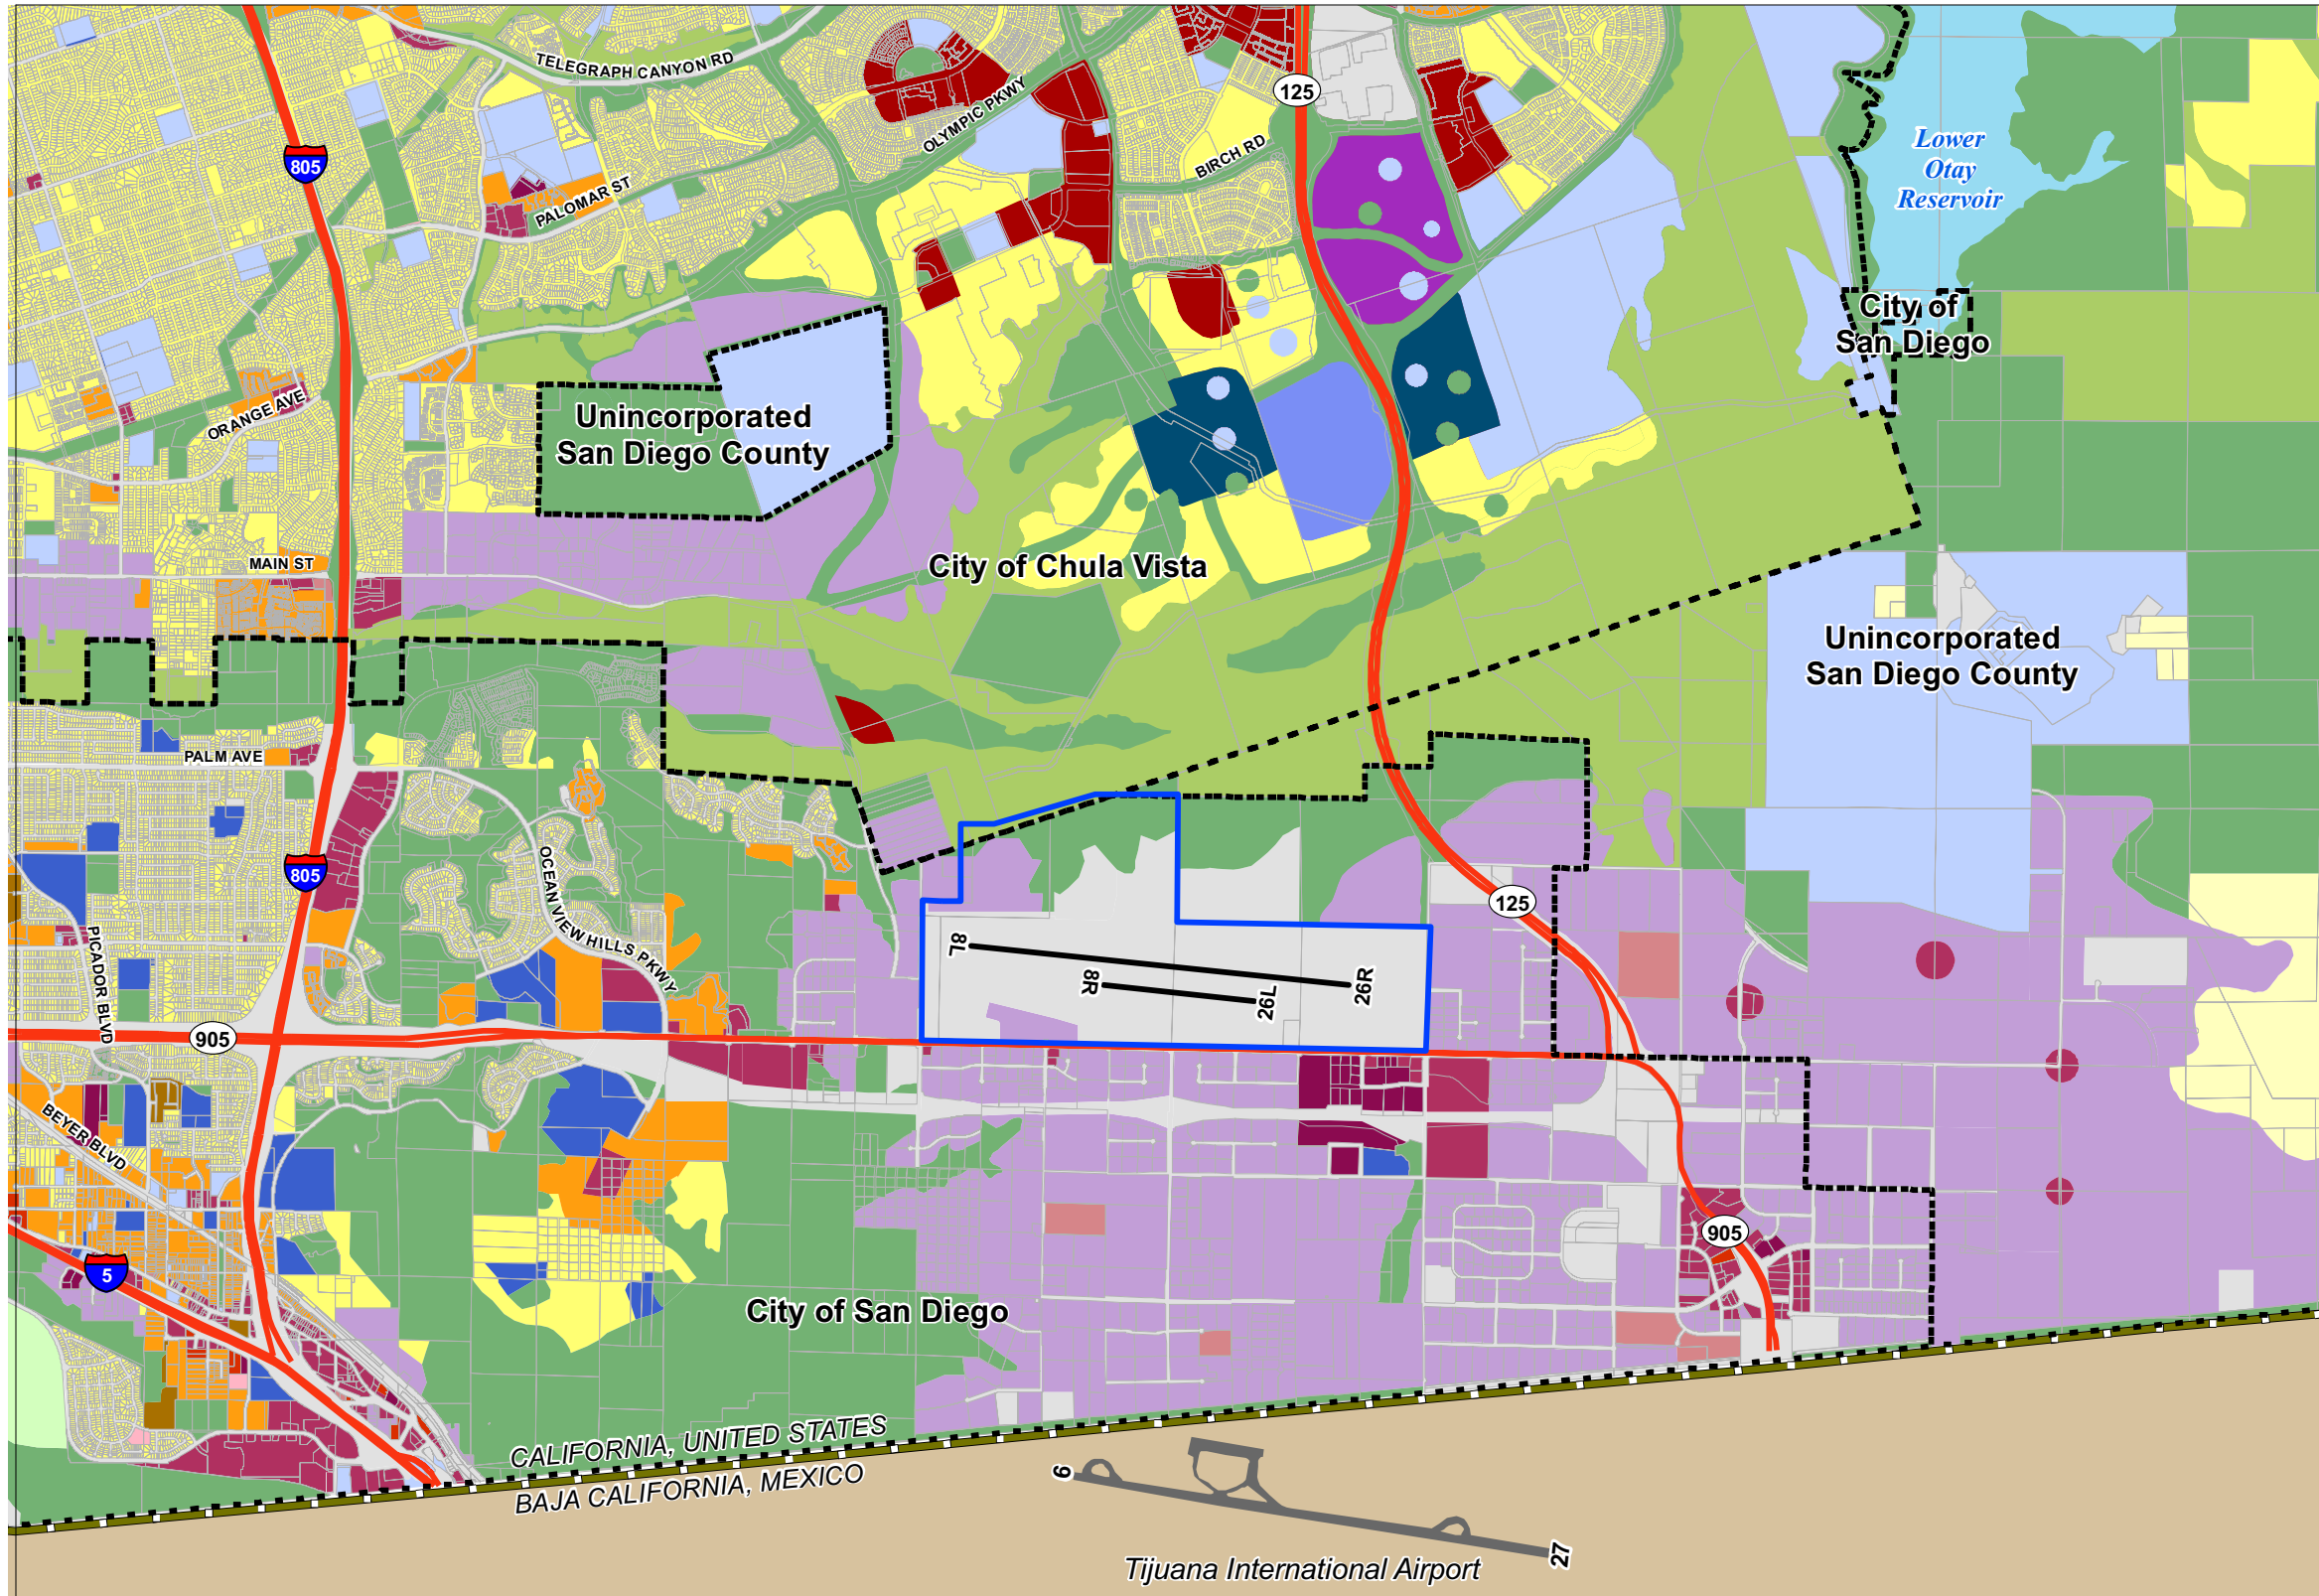 TELEGRAPH CANYON RD
OLYMPIC PKWY
125
BIRCH RD
805
PALOMAR ST
Lower
Otay
Reservoir
City of
San Diego
ORANGE AVE
Unincorporated
San Diego County
MAIN ST
City of Chula Vista
Unincorporated
San Diego County
PALM AVE
805
OCEAN VIEW HILLS PKWY
125
PICADOR BLVD
8L
8R
26L
26R
905
BEYER BLVD
905
5
City of San Diego
CALIFORNIA, UNITED STATES
BAJA CALIFORNIA, MEXICO
9
27
Tijuana International Airport